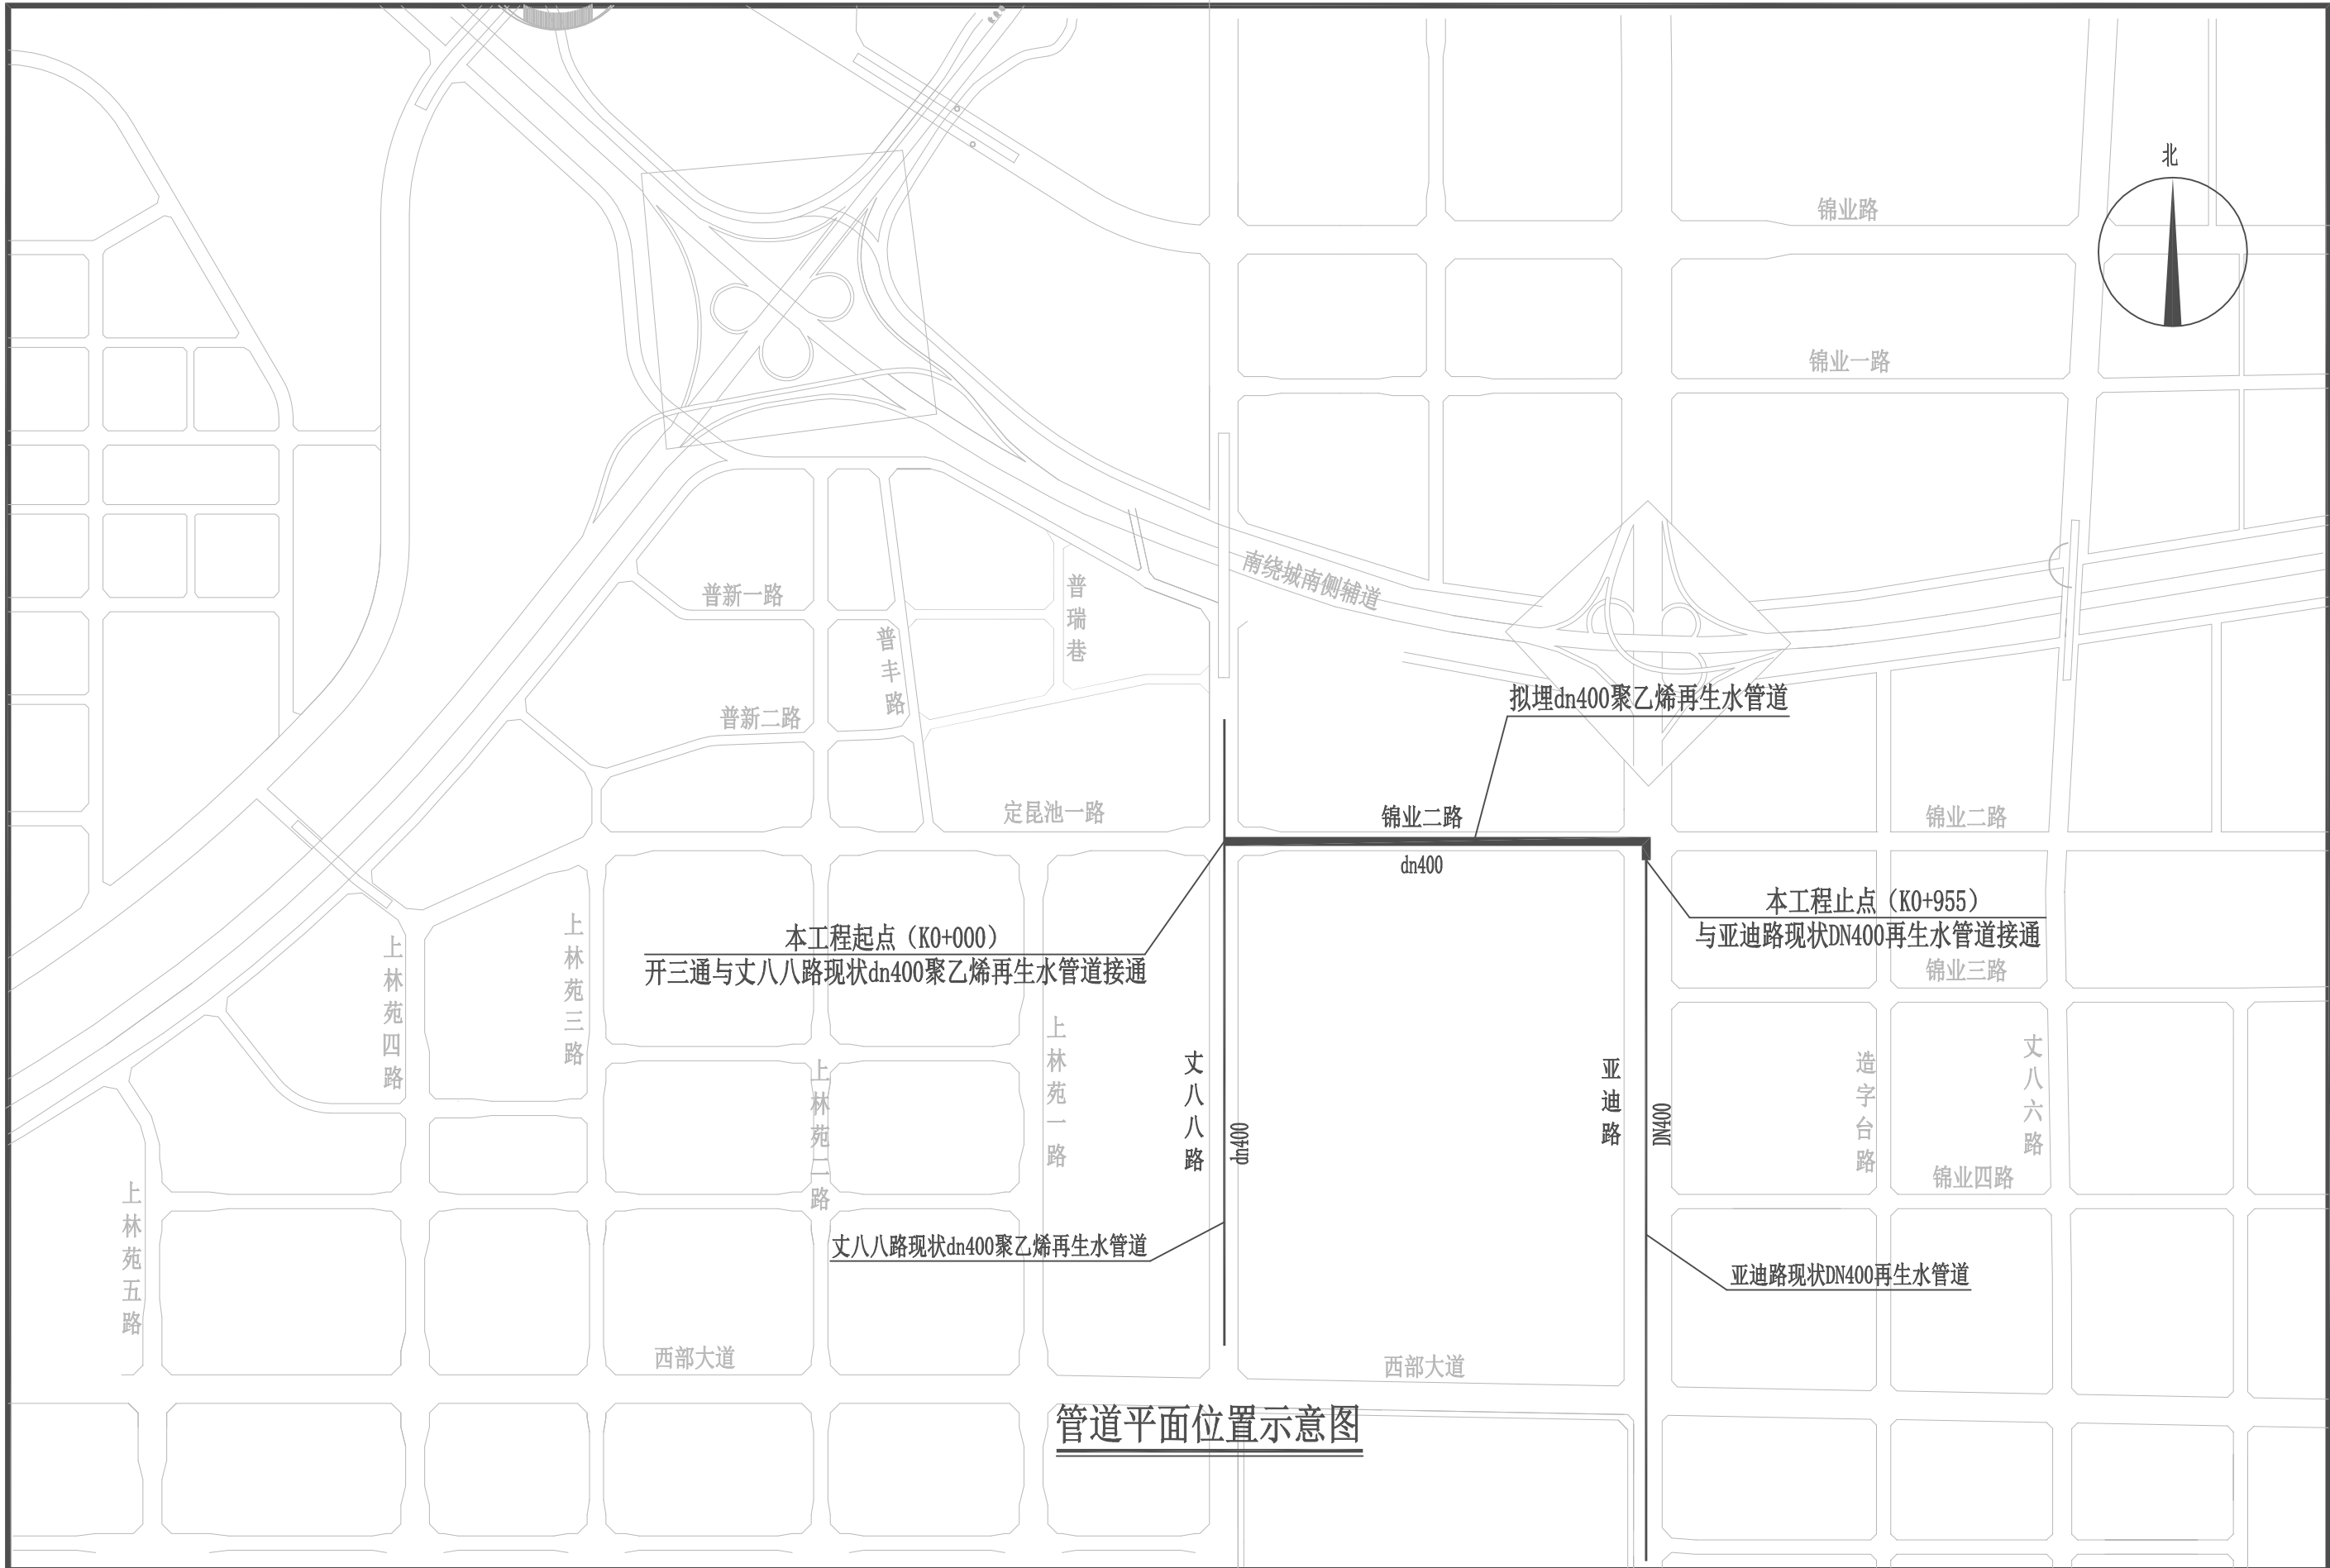 北
锦业路
锦业一路
南绕城南侧辅道
普新一路
普瑞巷
普丰路
普新二路
拟埋dn400聚乙烯再生水管道
定昆池一路
锦业二路
锦业二路
dn400
本工程起点（K0+000）
开三通与丈八八路现状dn400聚乙烯再生水管道接通
本工程止点（K0+955）
与亚迪路现状DN400再生水管道接通
锦业三路
上林苑四路
上林苑三路
上林苑二路
上林苑一路
丈八八路
dn400
亚迪路
DN400
造字台路
丈八六路
锦业四路
上林苑五路
丈八八路现状dn400聚乙烯再生水管道
亚迪路现状DN400再生水管道
西部大道
西部大道
管道平面位置示意图